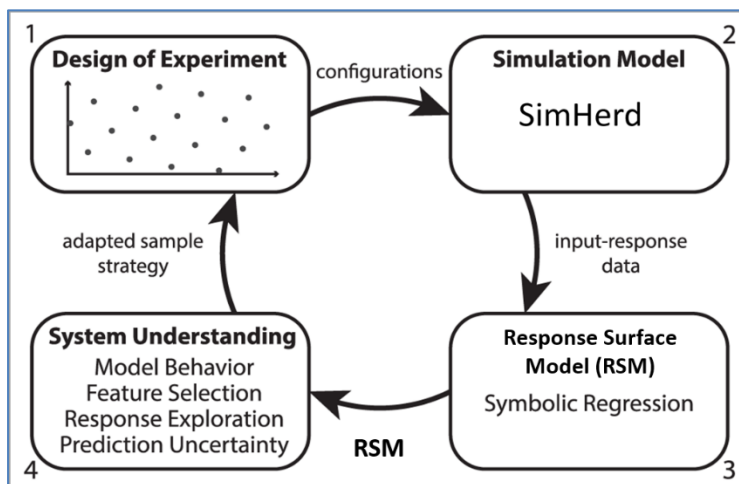 1
Design of Experiment
configurations
2
Simulation Model
SimHerd
adapted sample
strategy
input-response
data
System Understanding
Model Behavior
Feature Selection
Response Exploration
Prediction Uncertainty
4
RSM
Response Surface
Model (RSM)
Symbolic Regression
3